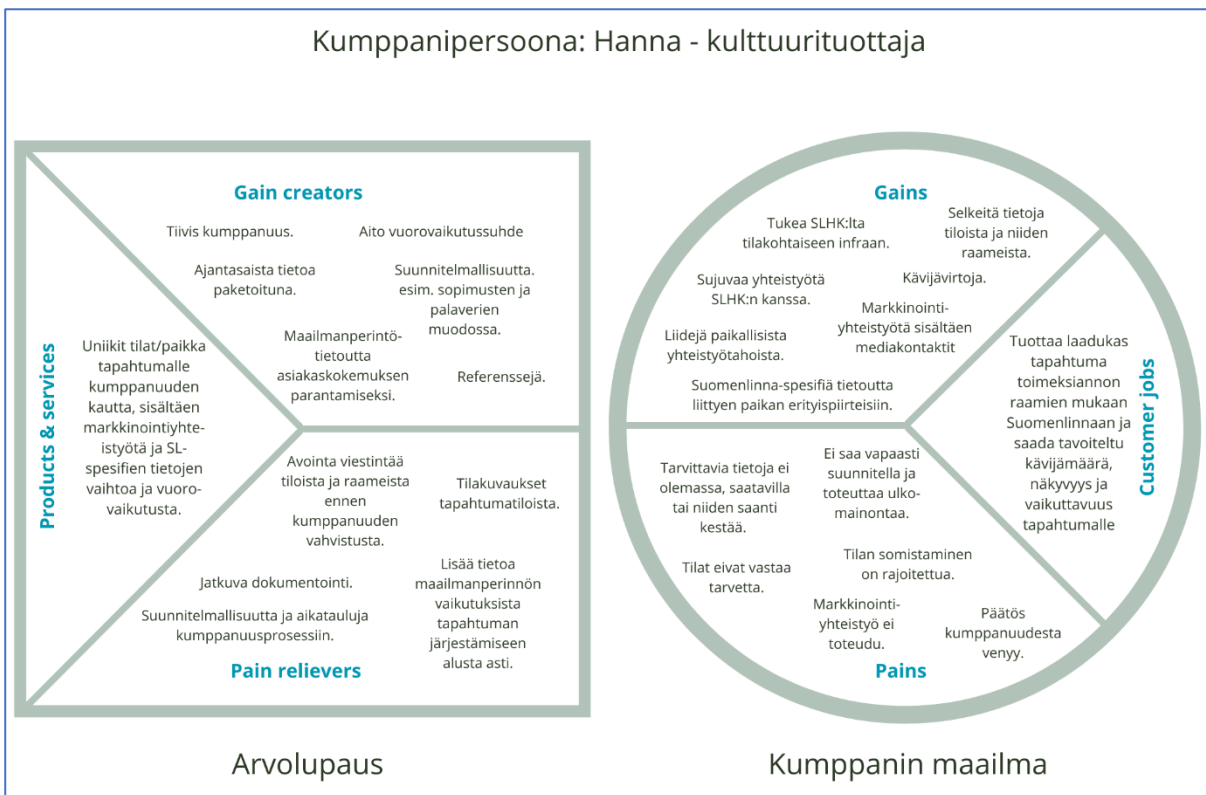 Kumppanipersoona: Hanna - kulttuurituottaja
Gain creators
Tiivis kumppanuus.
Aito vuorovaikutussuhde
Ajantasaista tietoa
paketoituna.
Suunnitelmallisuutta.
esim. sopimusten ja
palaverien
muodossa.
Maailmanperintö-
tietoutta
asiakaskokemuksen
parantamiseksi.
Referenssejä.
Products & services
Uniikit tilat/paikka
tapahtumalle
kumppanuuden
kautta, sisältäen
markkinointiyhte-
istyötä ja SL-
spesifien tietojen
vaihtoa ja vuoro-
vaikutusta.
Avointa viestintää
tiloista ja raameista
ennen
kumppanuuden
vahvistusta.
Tilakuvaukset
tapahtumatiloista.
Jatkuva dokumentointi.
Suunnitelmallisuutta ja aikatauluja
kumppanuusprosessiin.
Lisää tietoa
maailmanperinnön
vaikutuksista
tapahtuman
järjestämiseen
alusta asti.
Pain relievers
Arvolupaus
Gains
Tukea SLHK:lta
tilakohtaiseen infraan.
Selkeitä tietoja
tiloista ja niiden
raameista.
Sujuvaa yhteistyötä
SLHK:n kanssa.
Kävijävirtoja.
Markkinointi-
yhteistyötä sisältäen
mediakontaktit
Liidejä paikallisista
yhteistyötahoista.
Suomenlinna-spesifiä tietoutta
liittyen paikan erityispiirteisiin.
Tuottaa laadukas
tapahtuma
toimeksiannon
raamien mukaan
Suomenlinnaan ja
saada tavoiteltu
kävijämäärä,
näkyvyys ja
vaikuttavuus
tapahtumalle
Customer jobs
Tarvittavia tietoja ei
olemassa, saatavilla
tai niiden saanti
kestää.
Ei saa vapaasti
suunnitella ja
toteuttaa ulko-
mainontaa.
Tilat eivat vastaa
tarvetta.
Tilan somistaminen
on rajoitettua.
Markkinointi-
yhteistyö ei
toteudu.
Päätös
kumppanuudesta
venyy.
Pains
Kumppanin maailma